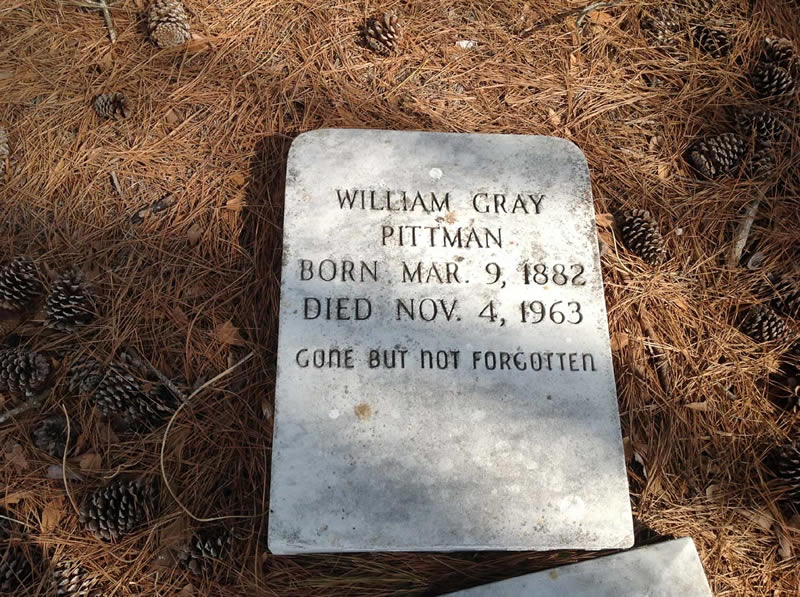 WILLIAM GRAY
PITTMAN
BORN MAR. 9, 1882
DIED NOV. 4, 1963
GONE BUT NOT FORGOTTEN